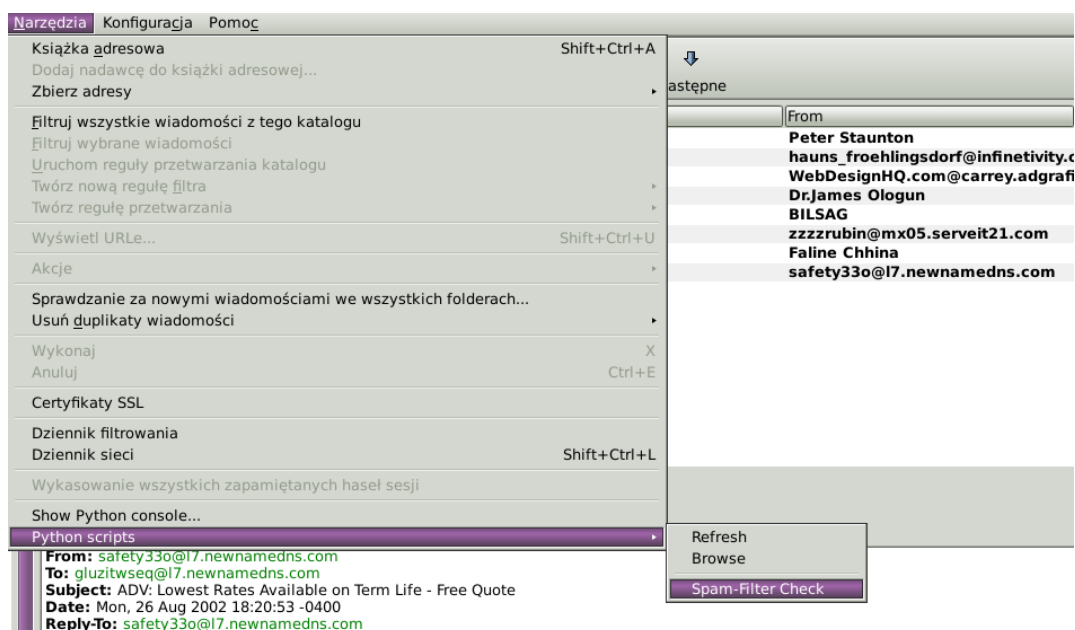 Narzędzia Konfiguracja Pomoc
Książka adresowa Shift+Ctrl+A
Dodaj nadawcę do książki adresowej...
Zbierz adresy
Filtruj wszystkie wiadomości z tego katalogu
Filtruj wybrane wiadomości
Uruchom reguły przetwarzania katalogu
Twórz nową regułę filtra
Twórz regułę przetwarzania
Wyświetl URLe... Shift+Ctrl+U
Akcje
Sprawdzanie za nowymi wiadomościami we wszystkich folderach...
Usuń duplikaty wiadomości
Wykonaj X
Anuluj Ctrl+E
Certyfikaty SSL
Dziennik filtrowania
Dziennik sieci Shift+Ctrl+L
Wykasowanie wszystkich zapamiętanych haseł sesji
Show Python console...
Python scripts
Refresh
Browse
Spam-Filter Check
astępne
From
Peter Staunton
hauns_froehlingsdorf@infinetivity.c
WebDesignHQ.com@carrey.adgrafi
Dr.James Ologun
BILSAG
zzzzrubin@mx05.serveit21.com
Faline Chhina
safety33o@l7.newnamedns.com
From: safety33o@l7.newnamedns.com
To: gluzitwseq@l7.newnamedns.com
Subject: ADV: Lowest Rates Available on Term Life - Free Quote
Date: Mon, 26 Aug 2002 18:20:53 -0400
Reply-To: safety33o@l7.newnamedns.com